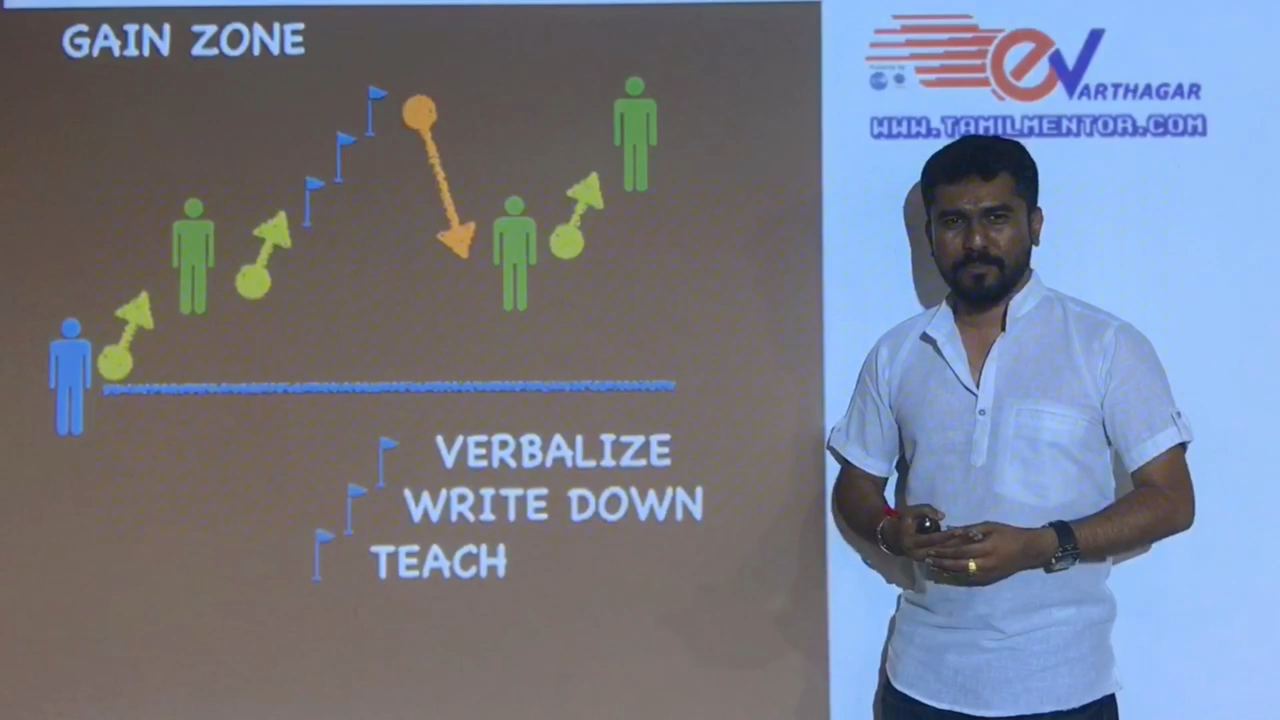 GAIN ZONE
VERBALIZE
WRITE DOWN
TEACH
eV
ARTHAGAR
WWW.TAMILMENTOR.COM